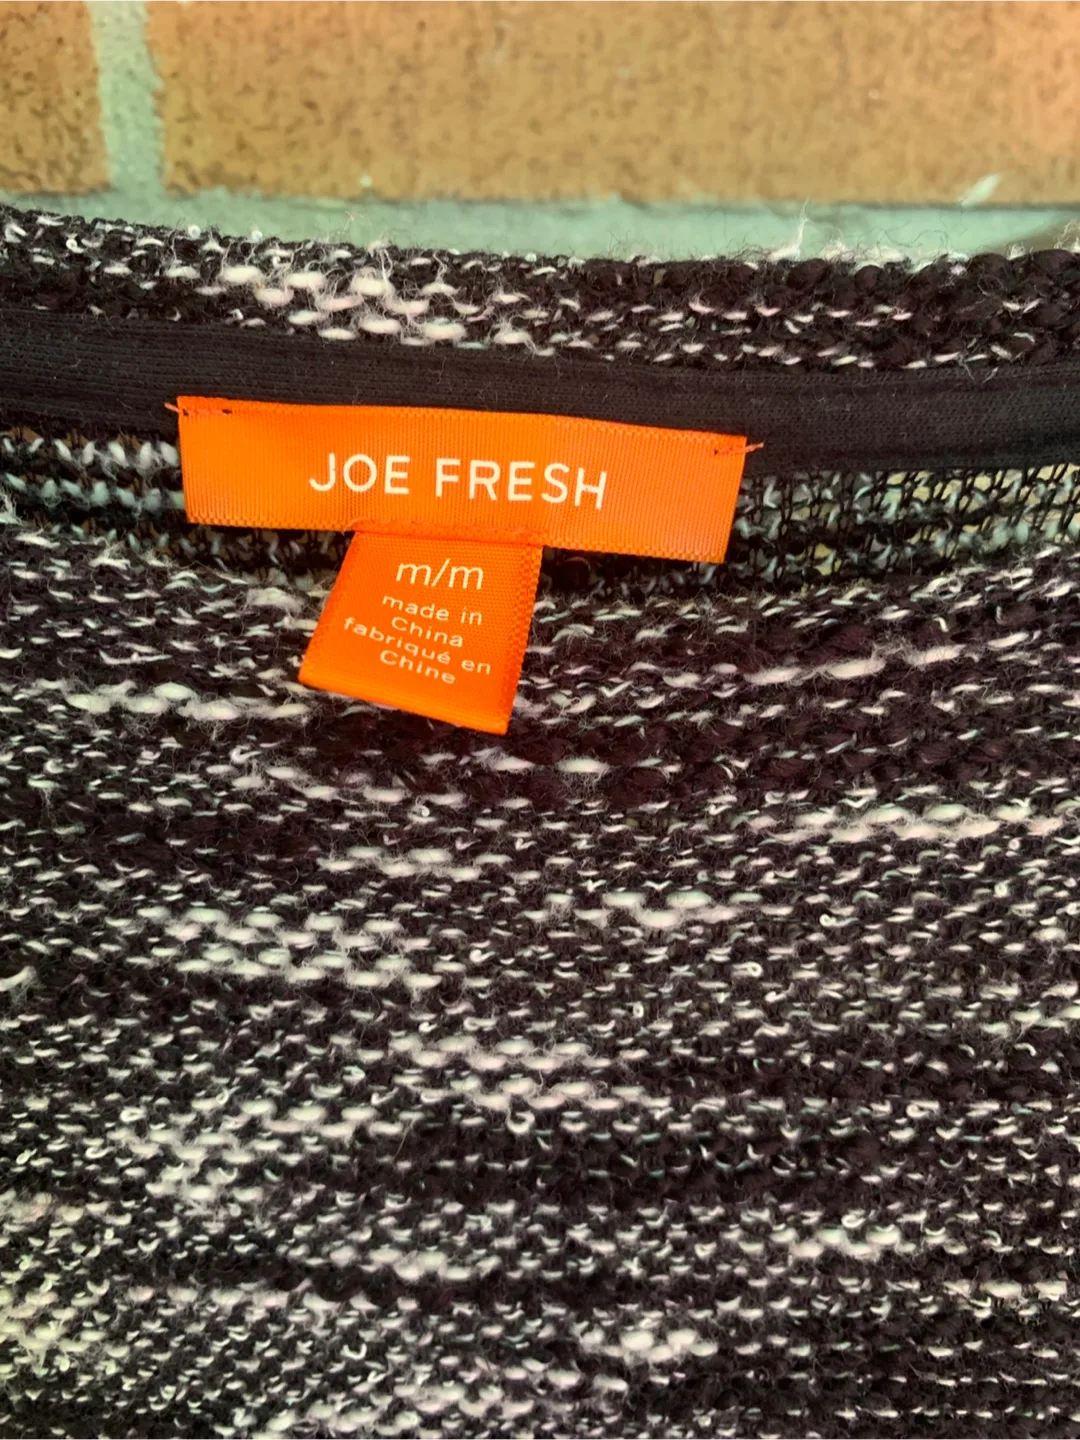 JOE FRESH
m/m
made in
China
fabriqué en
Chine